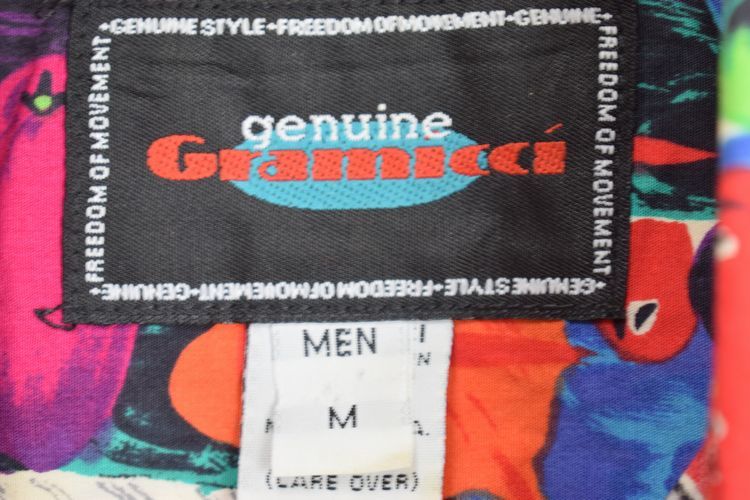 GENUINE STYLE+FREEDOM OF MOVEMENT+GENUINE
FREEDOM OF MOVEMENT
genuine
Gramicci
FREEDOM OF MOVEMENT
GENUINE STYLE+FREEDOM OF MOVEMENT+GENUINE
MEN
N
M
A.
(CARE OVER)